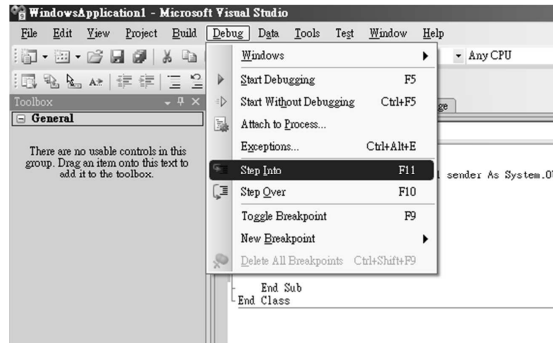 WindowsApplication1 - Microsoft Visual Studio
File Edit View Project Build Debug Data Tools Test Window Help
Any CPU
Toolbox
General
There are no usable controls in this
group. Drag an item onto this text to
add it to the toolbox.
Windows
Start Debugging F5
Start Without Debugging Ctrl+F5
Attach to Process...
Exceptions... Ctrl+Alt+E
Step Into F11
Step Over F10
Toggle Breakpoint F9
New Breakpoint
Delete All Breakpoints Ctrl+Shift+F9
sender As System.O
End Sub
End Class